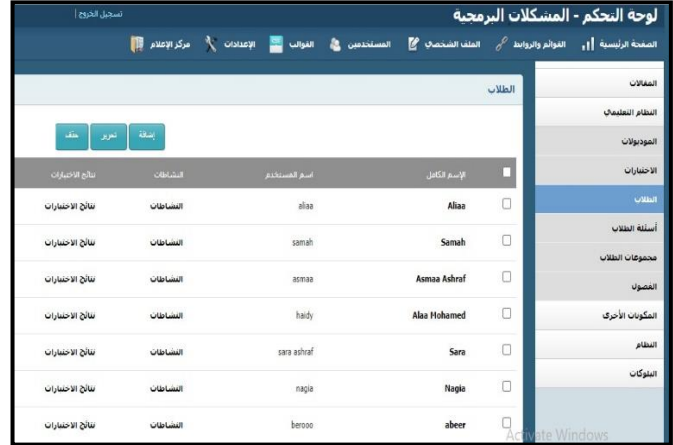 لوحة التحكم - المشكلات البرمجية
تسجيل الخروج |
الصفحة الرئيسية القوائم والروابط الملف الشخصي المستخدمين القوالب الإعدادات مركز الإعلام
المقالات
النظام التعليمي
الموديولات
الاختبارات
الطلاب
أسئلة الطلاب
مجموعات الطلاب
الفصول
المكونات الأخرى
النظام
البلوكات
الطلاب
إضافة تحرير حذف
الإسم الكامل اسم المستخدم النشاطات نتائج الاختبارات
Aliaa aliaa النشاطات نتائج الاختبارات
Samah samah النشاطات نتائج الاختبارات
Asmaa Ashraf asmaa النشاطات نتائج الاختبارات
Alaa Mohamed haidy النشاطات نتائج الاختبارات
Sara sara ashraf النشاطات نتائج الاختبارات
Nagia nagia النشاطات نتائج الاختبارات
abeer berooo النشاطات نتائج الاختبارات
Activate Windows